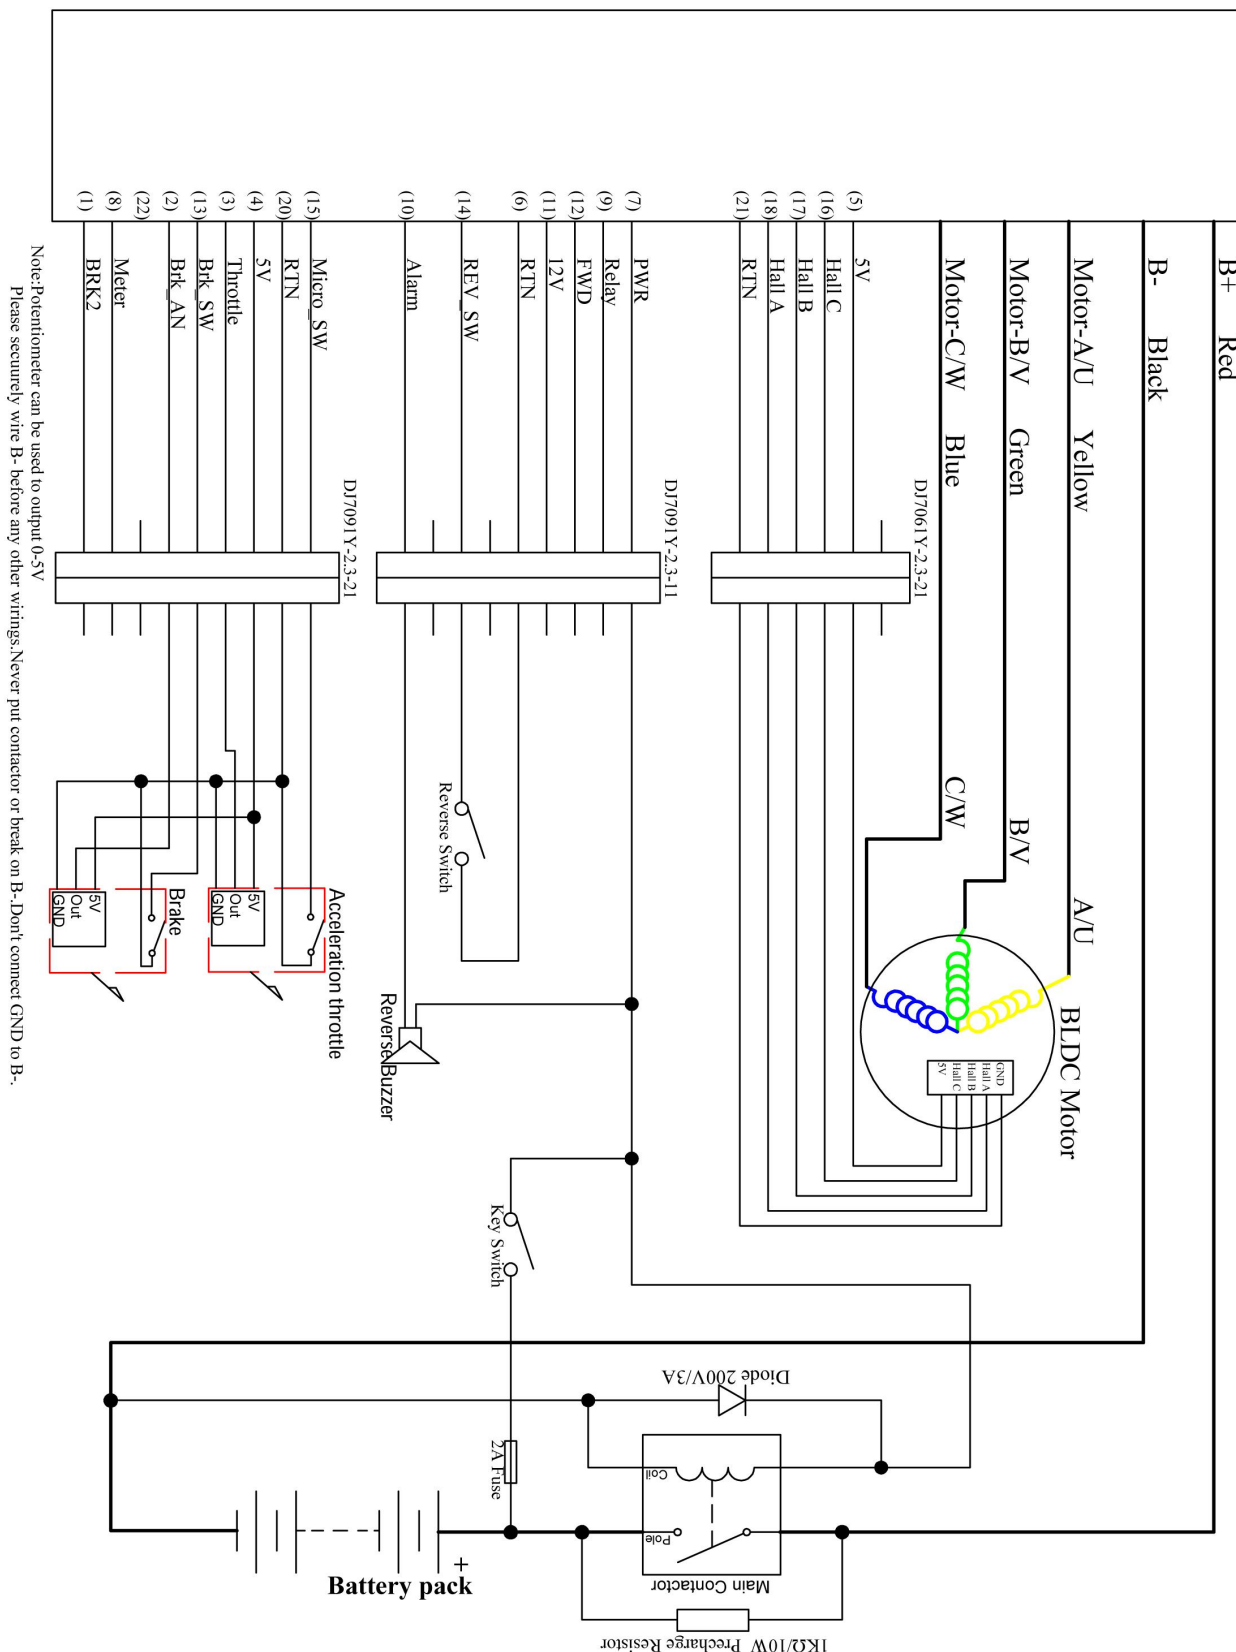 B+ Red
B- Black
Motor-A/U Yellow
Motor-B/V Green
Motor-C/W Blue
(5) 5V
(16) Hall C
(17) Hall B
(18) Hall A
(21) RTN
DJ7061Y-2.3-21
(7) PWR
(9) Relay
(12) FWD
(11) 12V
(6) RTN
(14) REV_SW
(10) Alarm
DJ7091Y-2.3-11
(15) Micro_SW
(20) RTN
(4) 5V
(3) Throttle
(13) Brk_SW
(2) Brk_AN
(22)
(8) Meter
(1) BRK2
DJ7091Y-2.3-21
A/U
B/V
C/W
BLDC Motor
GND
Hall A
Hall B
Hall C
5V
Reverse Switch
Reverse Buzzer
Acceleration throttle
5V
Out
GND
Brake
5V
Out
GND
Key Switch
2A Fuse
Diode 200V/3A
Coil
Pole
Main Contactor
1KΩ/10W Precharge Resistor
+
Battery pack
Note:Potentiometer can be used to output 0-5V
Please secuurely wire B- before any other wirings.Never put contactor or break on B-.Don't connect GND to B-.